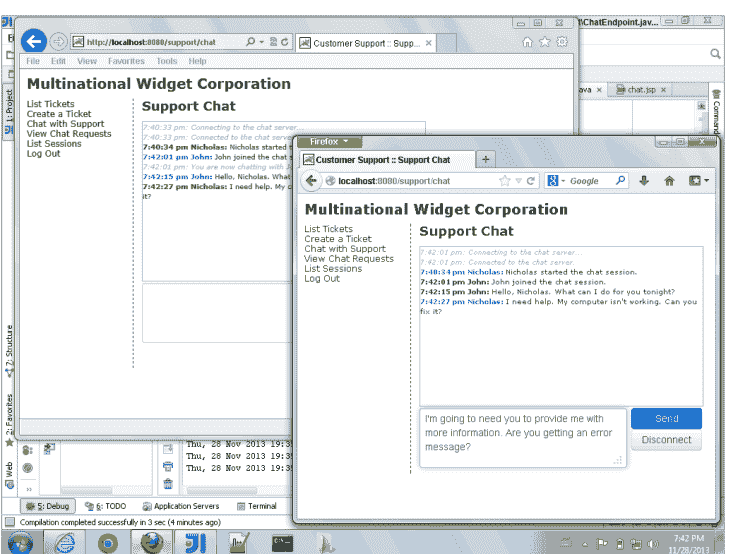 \ChatEndpoint.jav...
http://localhost:8080/support/chat
Customer Support :: Supp...
File Edit View Favorites Tools Help
Multinational Widget Corporation
List Tickets
Create a Ticket
Chat with Support
View Chat Requests
List Sessions
Log Out
Support Chat
7:40:33 pm: Connecting to the chat server...
7:40:33 pm: Connected to the chat serve
7:40:34 pm Nicholas: Nicholas started t
7:42:01 pm John: John joined the chat s
7:42:01 pm: You are now chatting with J
7:42:15 pm John: Hello, Nicholas. What
7:42:27 pm Nicholas: I need help. My c
it?
1: Project
ava
chat.jsp
Command
Firefox
Customer Support :: Support Chat
localhost:8080/support/chat
Google
Multinational Widget Corporation
List Tickets
Create a Ticket
Chat with Support
View Chat Requests
List Sessions
Log Out
Support Chat
7:42:01 pm: Connecting to the chat server...
7:42:01 pm: Connected to the chat server.
7:40:34 pm Nicholas: Nicholas started the chat session.
7:42:01 pm John: John joined the chat session.
7:42:15 pm John: Hello, Nicholas. What can I do for you tonight?
7:42:27 pm Nicholas: I need help. My computer isn't working. Can you
fix it?
I'm going to need you to provide me with
more information. Are you getting an error
message?
Send
Disconnect
Z: Structure
2: Favorites
Web
Thu, 28 Nov 2013 19:39
Thu, 28 Nov 2013 19:39
Thu, 28 Nov 2013 19:39
5: Debug
6: TODO
Application Servers
Terminal
Compilation completed successfully in 3 sec (4 minutes ago)
7:42 PM
11/28/2013